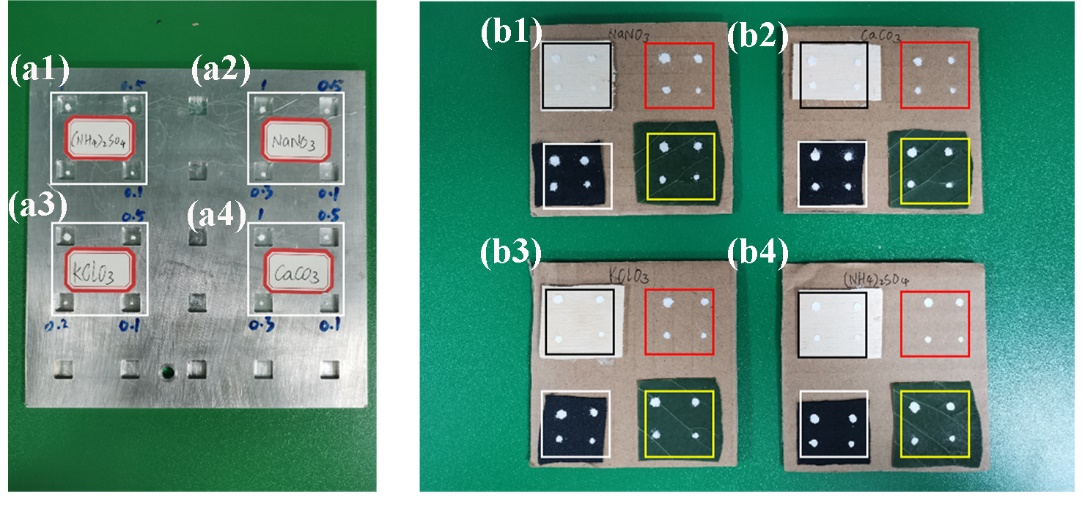 (a1)
(a2)
0.5
1
0.5
(NH4)2SO4
NaNO3
0.1
0.3
0.1
(a3)
(a4)
0.5
1
0.5
KClO3
CaCO3
0.2
0.1
0.3
0.1
(b1)
NaNO3
(b2)
CaCO3
(b3)
KClO3
(b4)
(NH4)2SO4